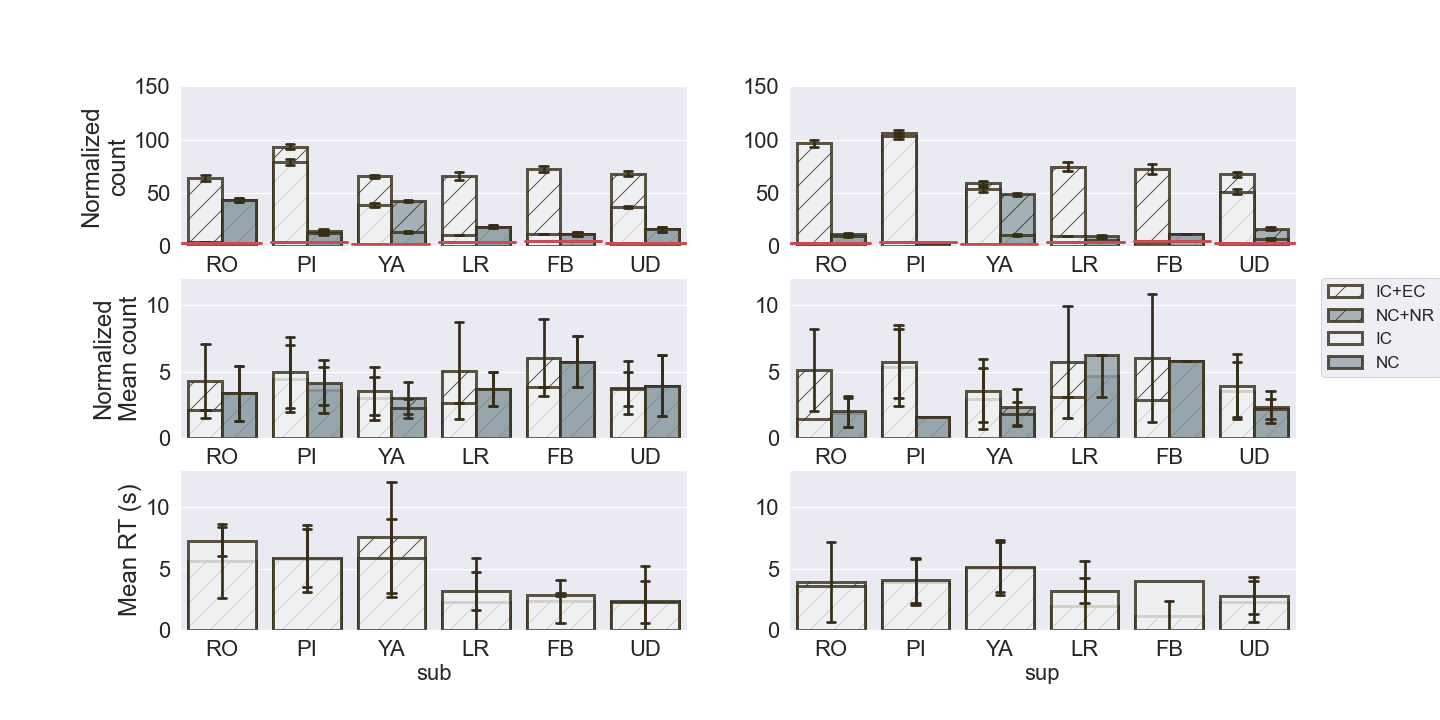 150
100
50
0
Normalized
count
RO PI YA LR FB UD
150
100
50
0
RO PI YA LR FB UD
10
5
0
Normalized
Mean count
RO PI YA LR FB UD
10
5
0
RO PI YA LR FB UD
IC+EC
NC+NR
IC
NC
10
5
0
Mean RT (s)
RO PI YA LR FB UD
sub
10
5
0
RO PI YA LR FB UD
sup